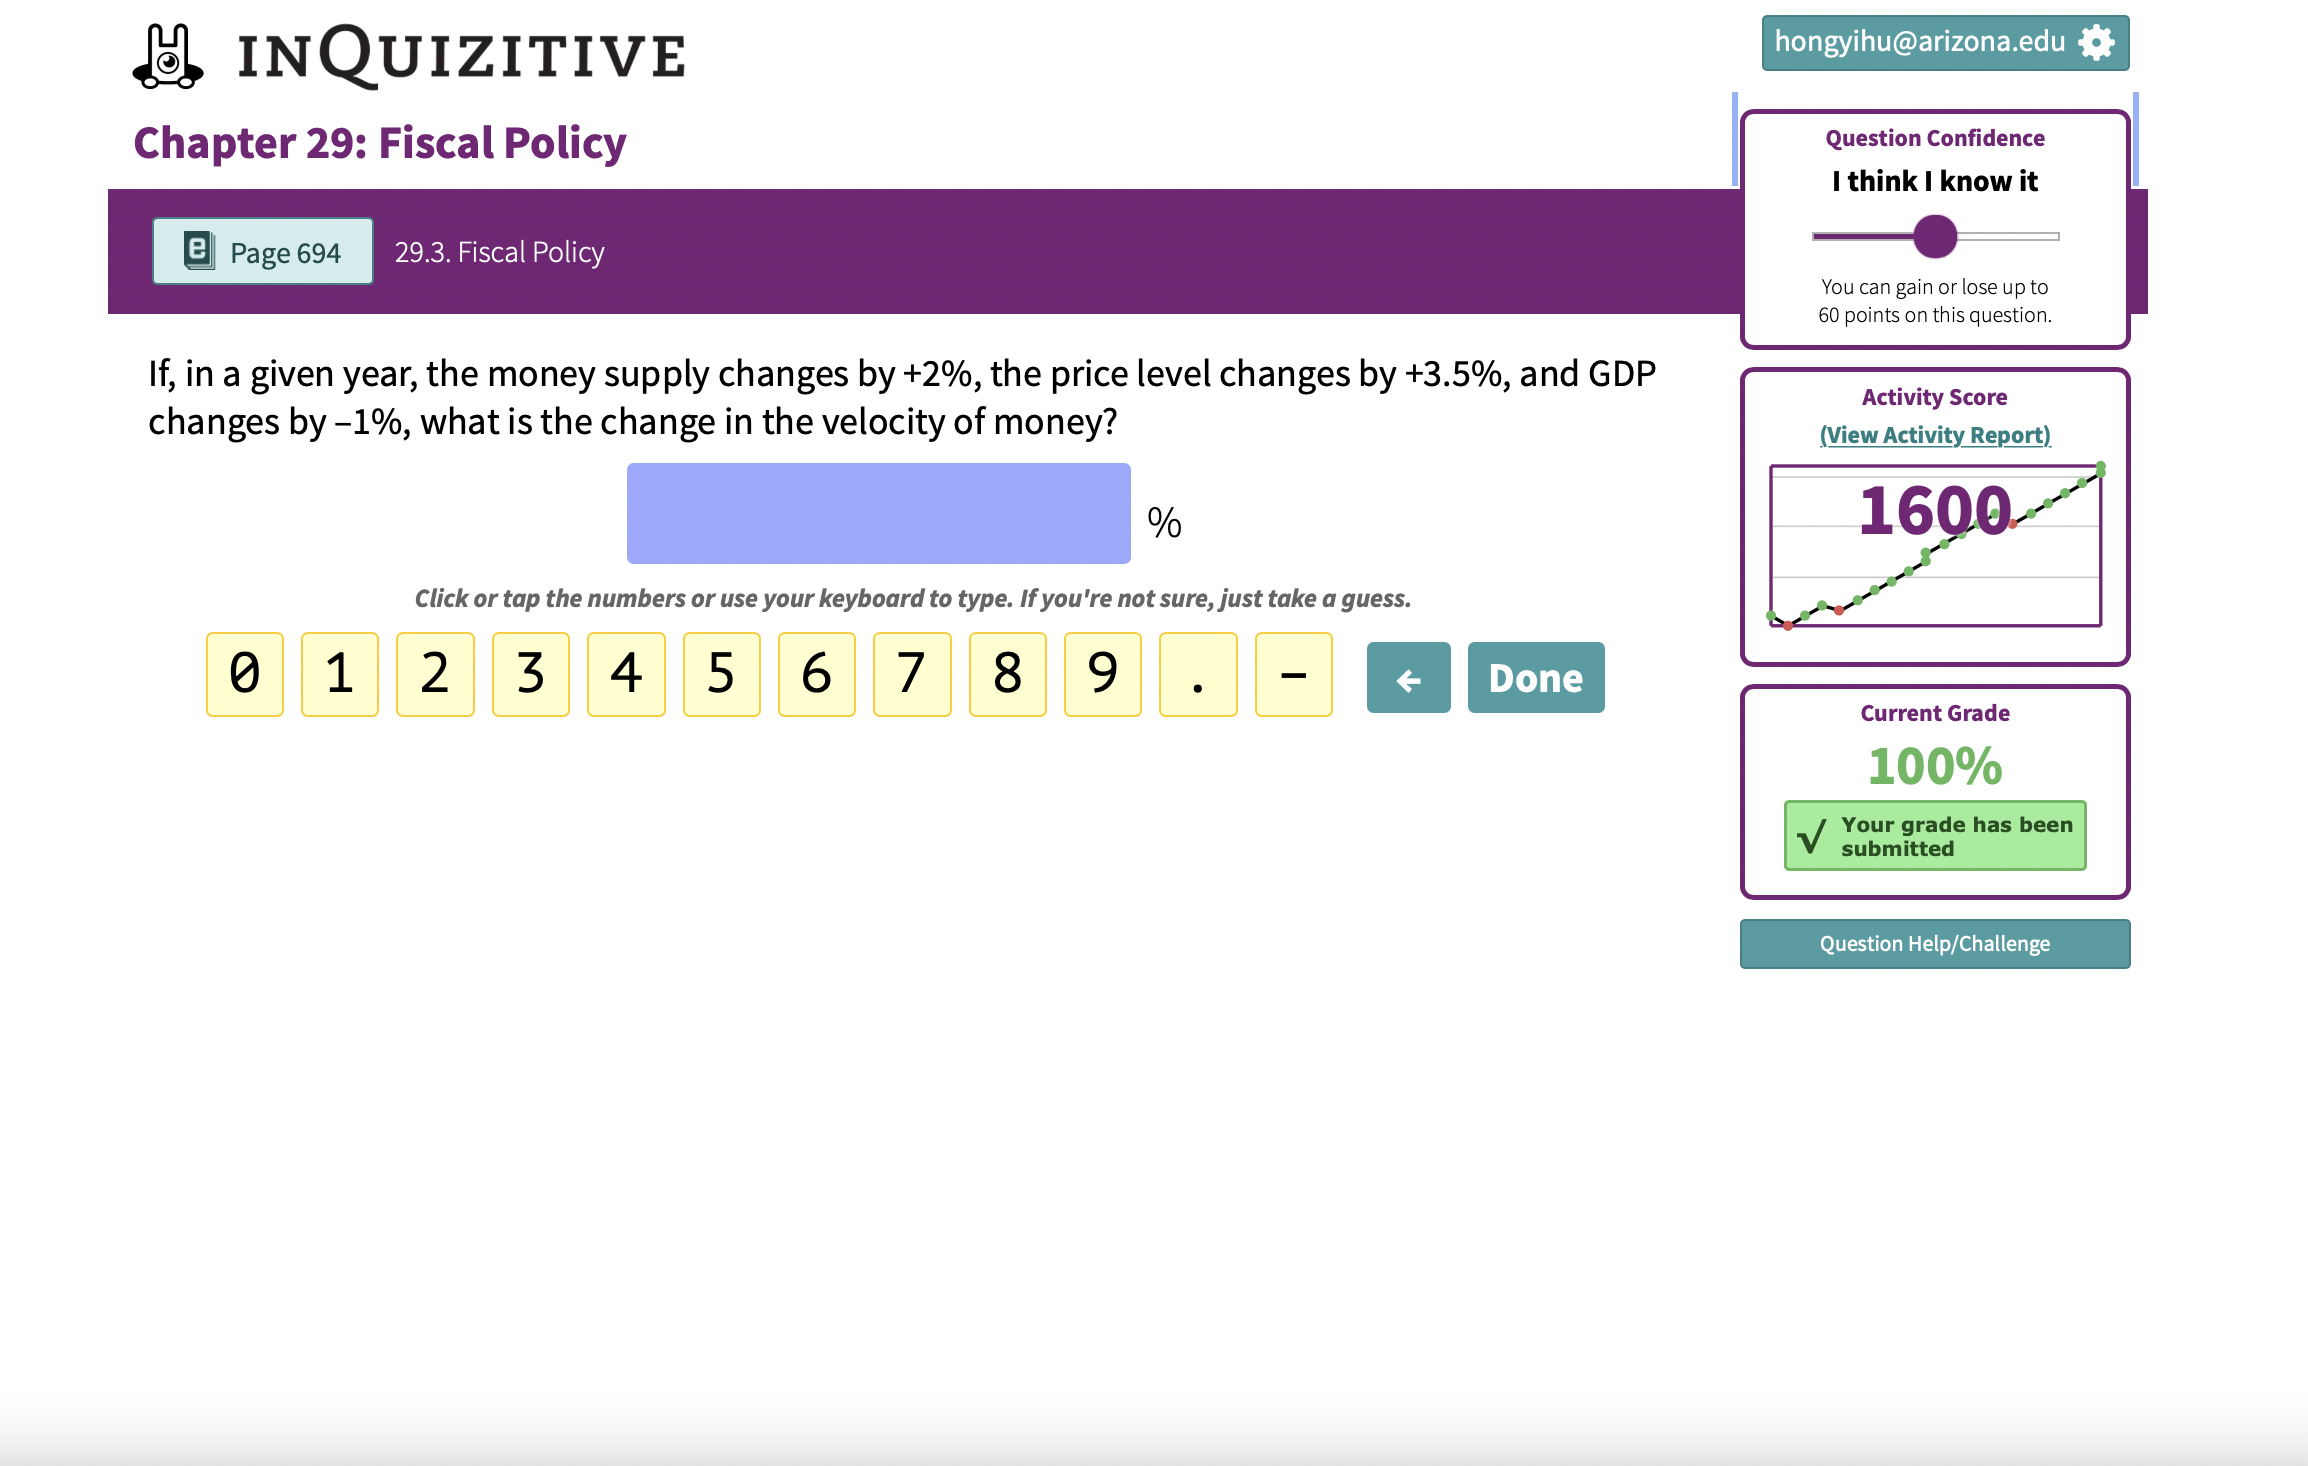 INQUIZITIVE
hongyihu@arizona.edu
Chapter 29: Fiscal Policy
Page 694
29.3. Fiscal Policy
Question Confidence
I think I know it
You can gain or lose up to
60 points on this question.
If, in a given year, the money supply changes by +2%, the price level changes by +3.5%, and GDP
changes by –1%, what is the change in the velocity of money?
%
Click or tap the numbers or use your keyboard to type. If you're not sure, just take a guess.
0 1 2 3 4 5 6 7 8 9 . – ← Done
Activity Score
(View Activity Report)
1600
Current Grade
100%
√ Your grade has been
submitted
Question Help/Challenge